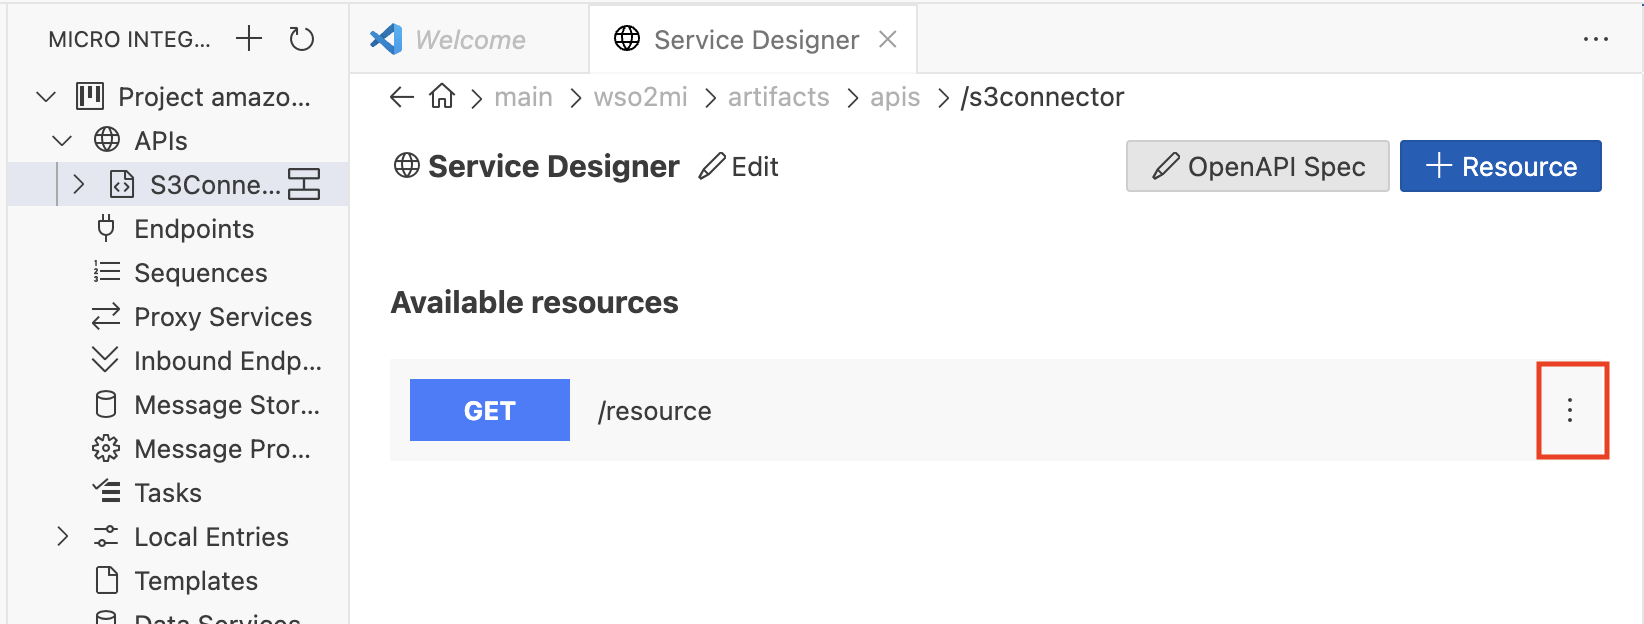 MICRO INTEG...
Project amazo...
APIs
S3Conne...
Endpoints
Sequences
Proxy Services
Inbound Endp...
Message Stor...
Message Pro...
Tasks
Local Entries
Templates
Data Services
Welcome
Service Designer
main > wso2mi > artifacts > apis > /s3connector
Service Designer Edit OpenAPI Spec + Resource
Available resources
GET /resource